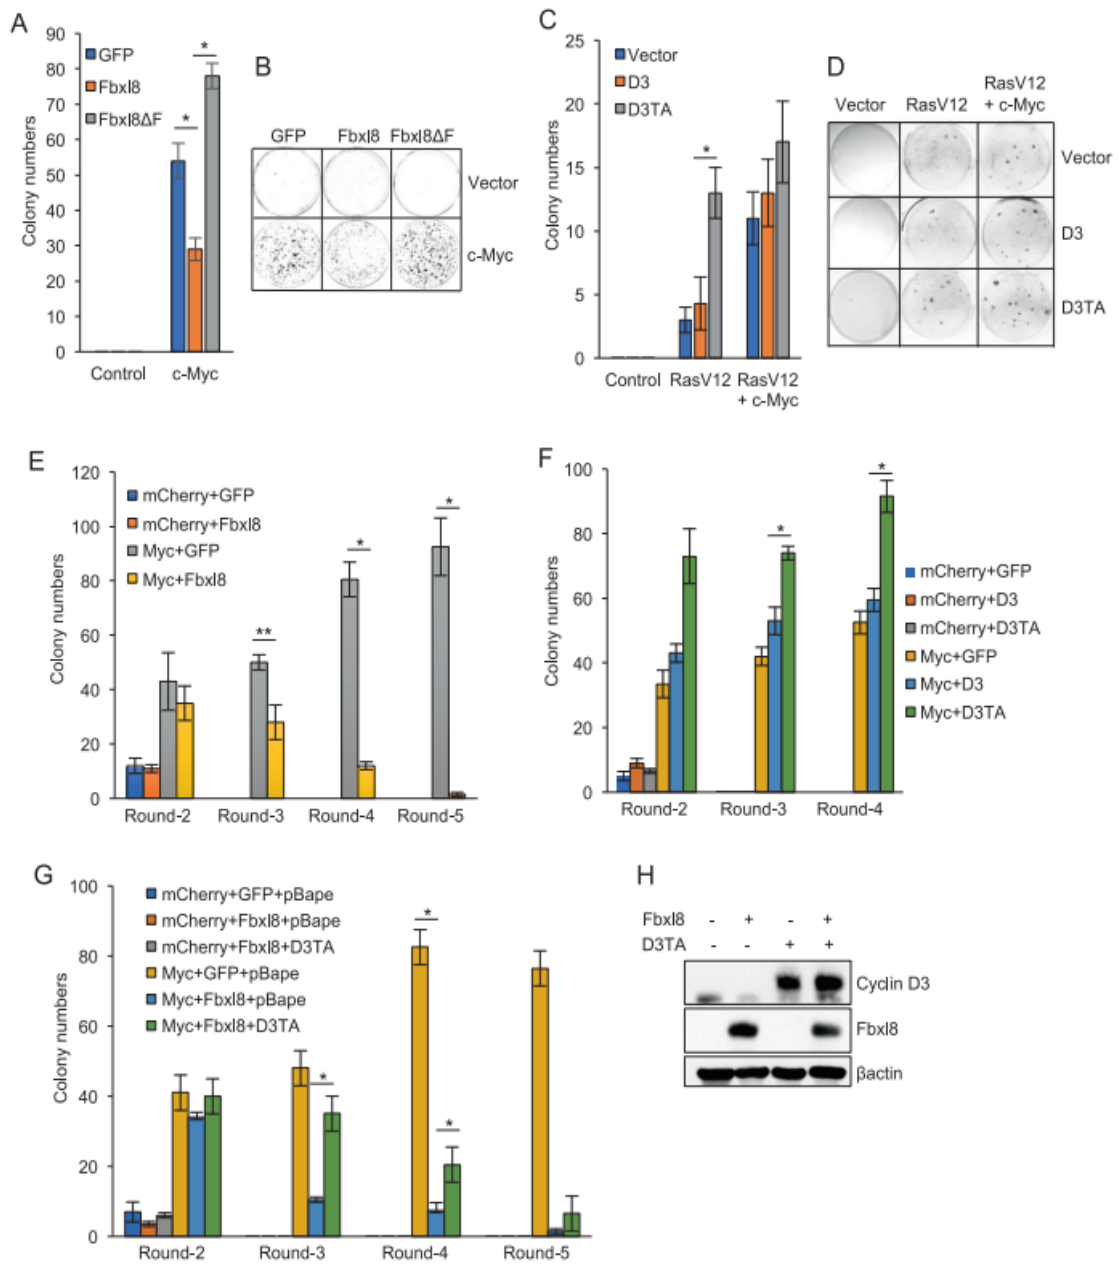 A
90
80
70
60
50
40
30
20
10
0
Colony numbers
GFP
Fbxl8
Fbxl8ΔF
*
*
Control
c-Myc
B
GFP Fbxl8 Fbxl8ΔF
Vector
c-Myc
C
25
20
15
10
5
0
Colony numbers
Vector
D3
D3TA
*
Control RasV12 RasV12
+ c-Myc
D
RasV12
Vector RasV12 + c-Myc
Vector
D3
D3TA
E
120
100
80
60
40
20
0
Colony numbers
mCherry+GFP
mCherry+Fbxl8
Myc+GFP
Myc+Fbxl8
**
*
*
Round-2 Round-3 Round-4 Round-5
F
100
80
60
40
20
0
Colony numbers
*
*
Round-2 Round-3 Round-4
mCherry+GFP
mCherry+D3
mCherry+D3TA
Myc+GFP
Myc+D3
Myc+D3TA
G
100
80
60
40
20
0
Colony numbers
mCherry+GFP+pBape
mCherry+Fbxl8+pBape
mCherry+Fbxl8+D3TA
Myc+GFP+pBape
Myc+Fbxl8+pBape
Myc+Fbxl8+D3TA
*
*
*
Round-2 Round-3 Round-4 Round-5
H
Fbxl8 - + - +
D3TA - - + +
Cyclin D3
Fbxl8
βactin